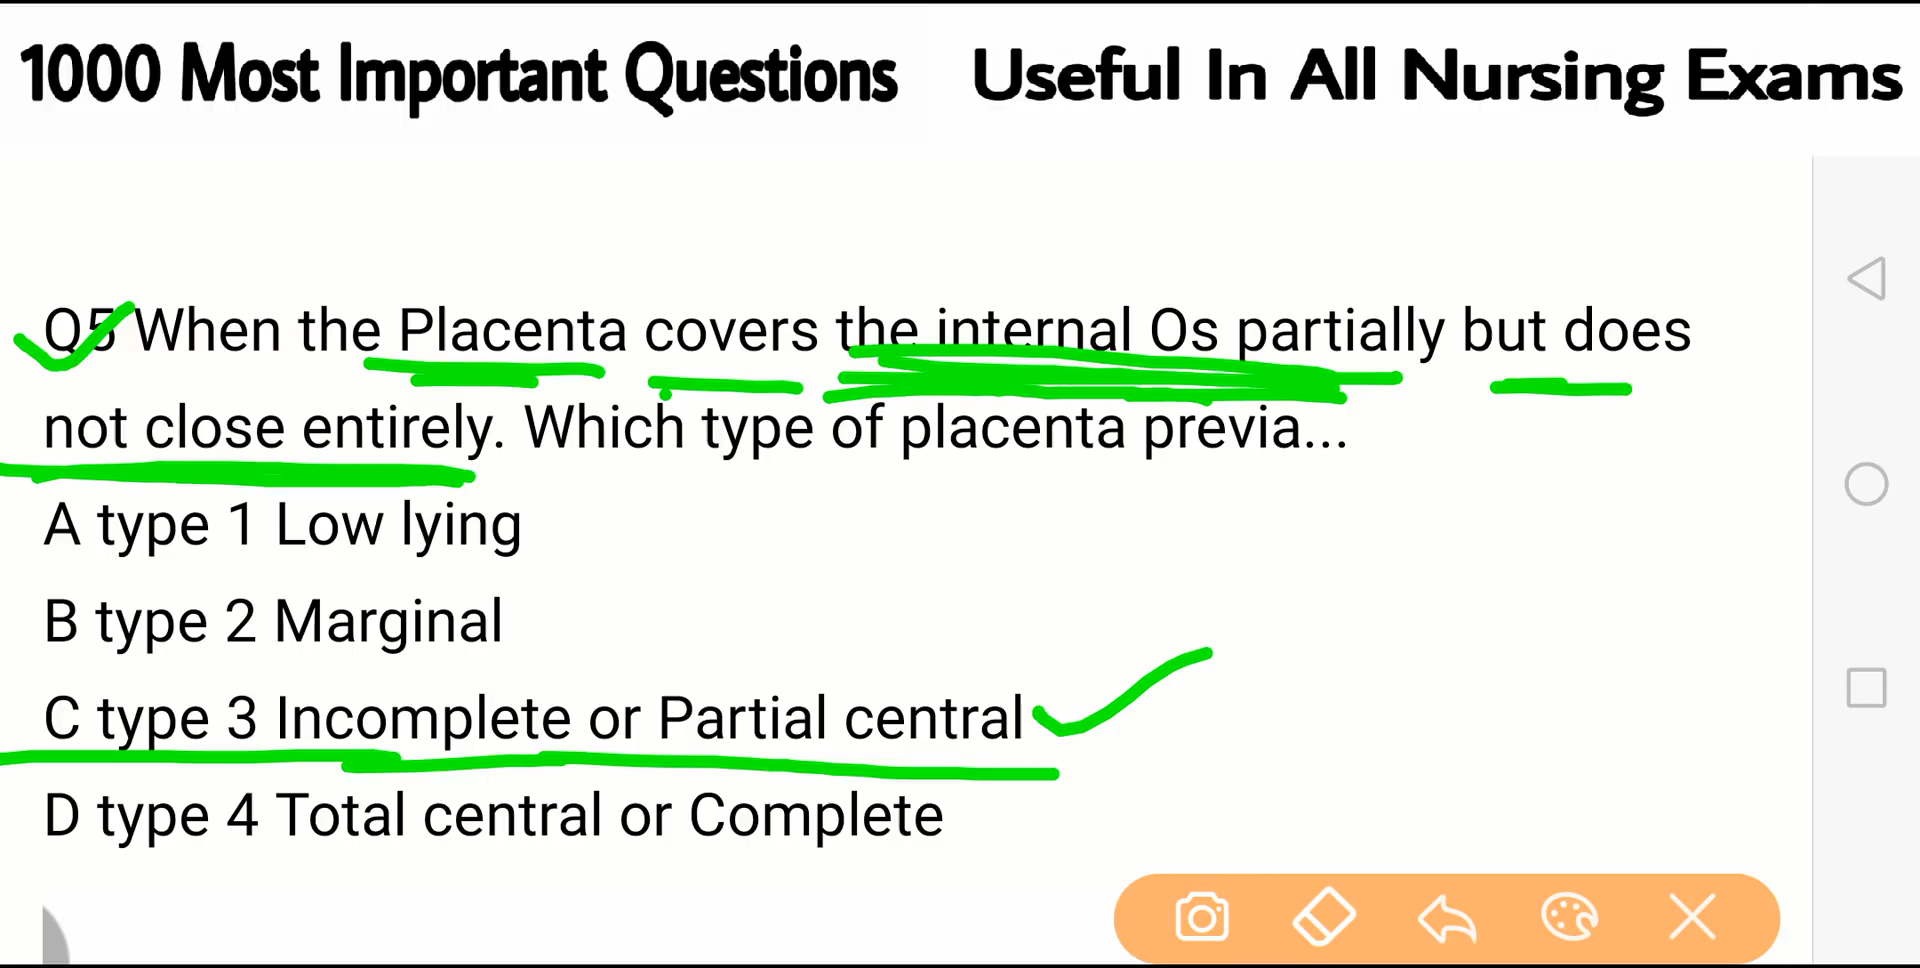 1000 Most Important Questions Useful In All Nursing Exams
Q5 When the Placenta covers the internal Os partially but does
not close entirely. Which type of placenta previa...
A type 1 Low lying
B type 2 Marginal
C type 3 Incomplete or Partial central
D type 4 Total central or Complete